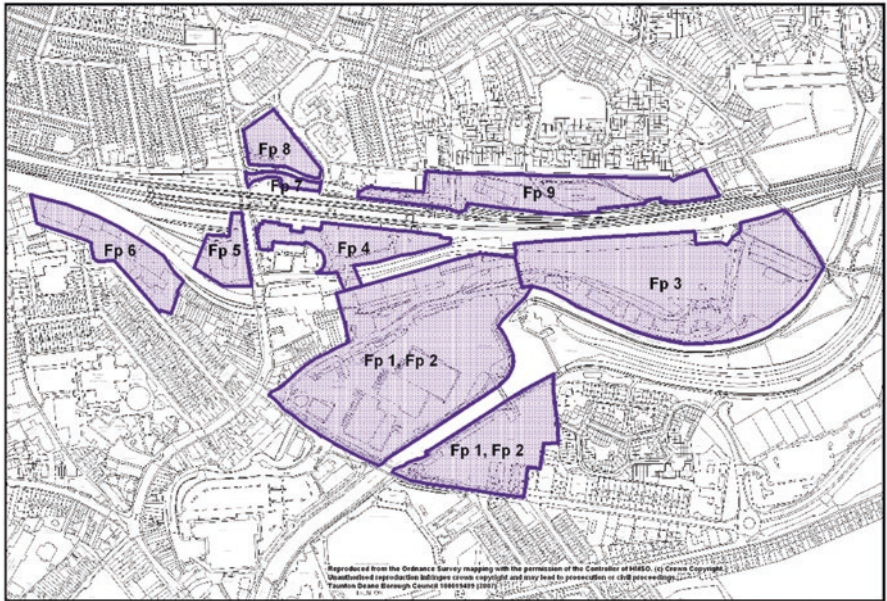 Fp 8
Fp 7
Fp 9
Fp 6
Fp 5
Fp 4
Fp 3
Fp 1, Fp 2
Fp 1, Fp 2
Reproduced from the Ordnance Survey mapping with the permission of the Controller of HMSO. (c) Crown Copyright.
Unauthorised reproduction infringes crown copyright and may lead to prosecution or civil proceedings.
Taunton Deane Borough Council 100019499 (2007)